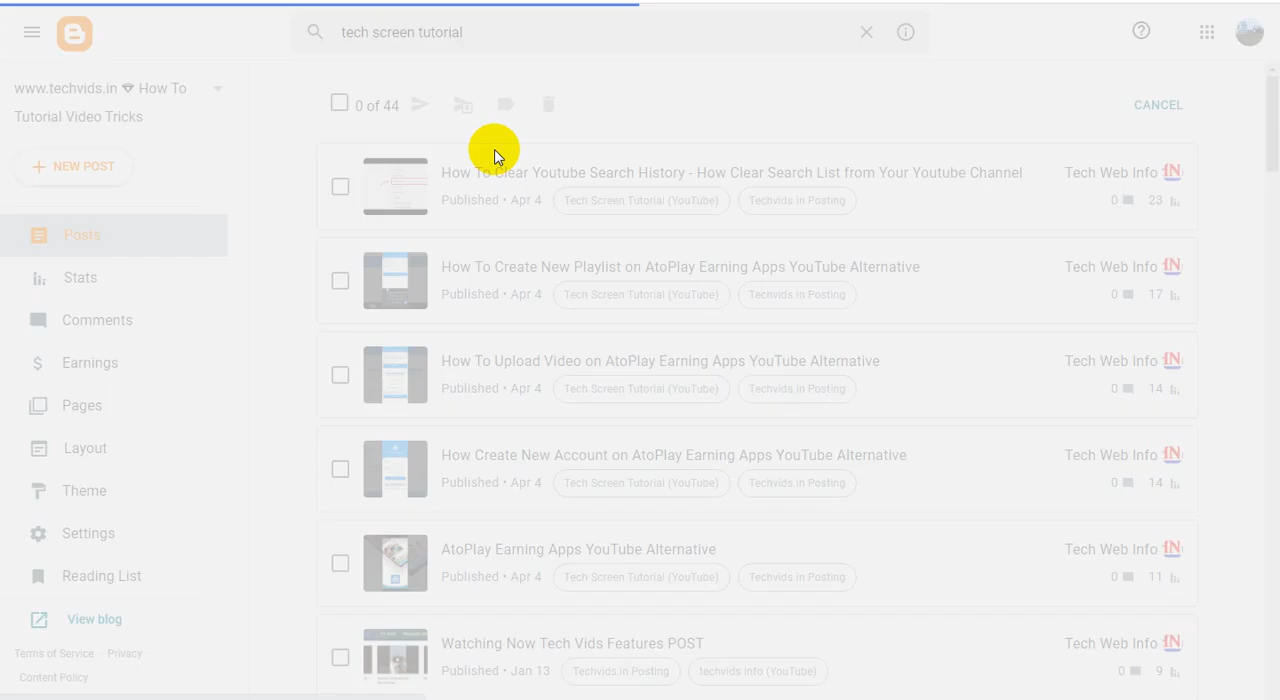 tech screen tutorial
www.techvids.in How To
Tutorial Video Tricks
NEW POST
Posts
Stats
Comments
Earnings
Pages
Layout
Theme
Settings
Reading List
View blog
Terms of Service · Privacy ·
Content Policy
0 of 44
CANCEL
How To Clear Youtube Search History - How Clear Search List from Your Youtube Channel
Tech Web Info IN
Published • Apr 4 Tech Screen Tutorial (YouTube) Techvids.in Posting
0 23
How To Create New Playlist on AtoPlay Earning Apps YouTube Alternative
Tech Web Info IN
Published • Apr 4 Tech Screen Tutorial (YouTube) Techvids.in Posting
0 17
How To Upload Video on AtoPlay Earning Apps YouTube Alternative
Tech Web Info IN
Published • Apr 4 Tech Screen Tutorial (YouTube) Techvids.in Posting
0 14
How Create New Account on AtoPlay Earning Apps YouTube Alternative
Tech Web Info IN
Published • Apr 4 Tech Screen Tutorial (YouTube) Techvids.in Posting
0 14
AtoPlay Earning Apps YouTube Alternative
Tech Web Info IN
Published • Apr 4 Tech Screen Tutorial (YouTube) Techvids.in Posting
0 11
Watching Now Tech Vids Features POST
Tech Web Info IN
Published • Jan 13 Techvids.in Posting techvids info (YouTube)
0 9